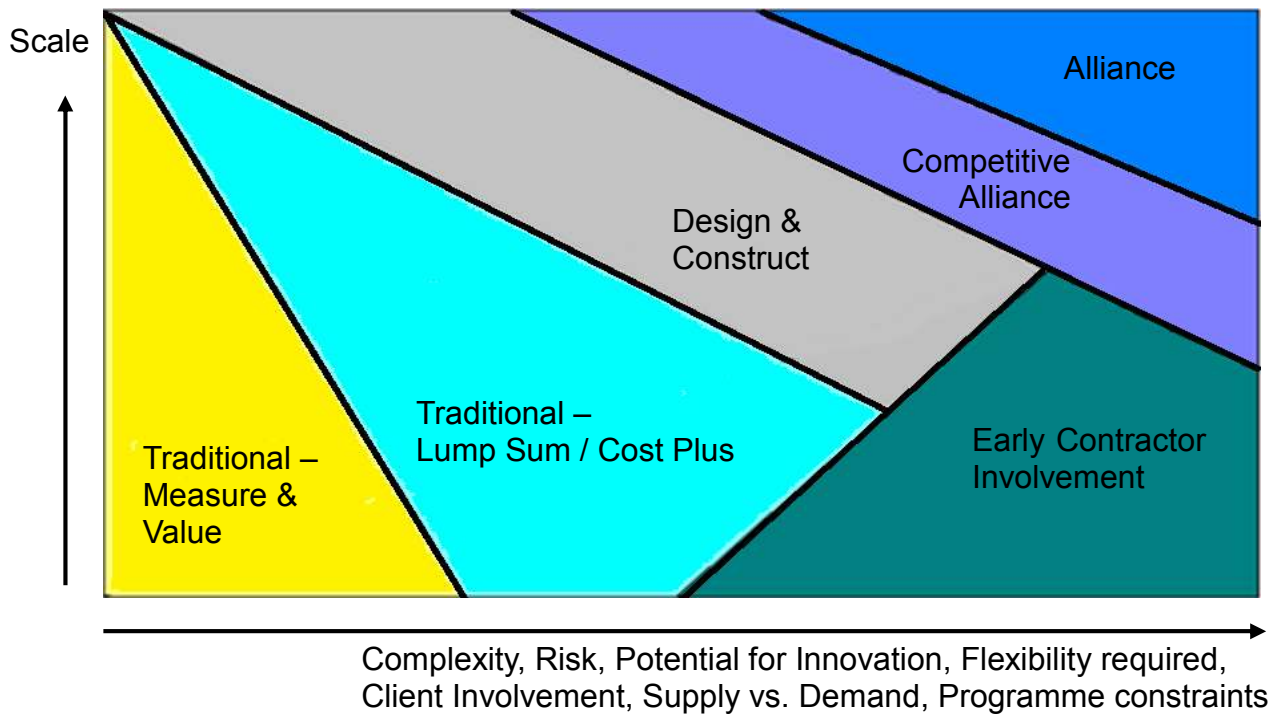 Scale
Alliance
Competitive
Alliance
Design &
Construct
Traditional –
Lump Sum / Cost Plus
Early Contractor
Involvement
Traditional –
Measure &
Value
Complexity, Risk, Potential for Innovation, Flexibility required,
Client Involvement, Supply vs. Demand, Programme constraints